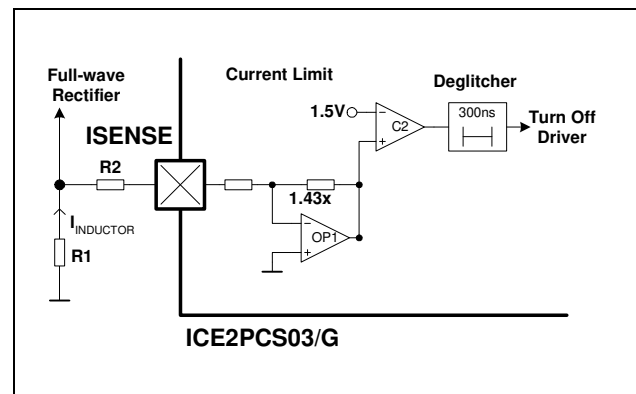 Full-wave
Rectifier
Current Limit
Deglitcher
1.5V
C2
300ns
Turn Off
Driver
ISENSE
R2
1.43x
OP1
I INDUCTOR
R1
ICE2PCS03/G
−
+
−
+